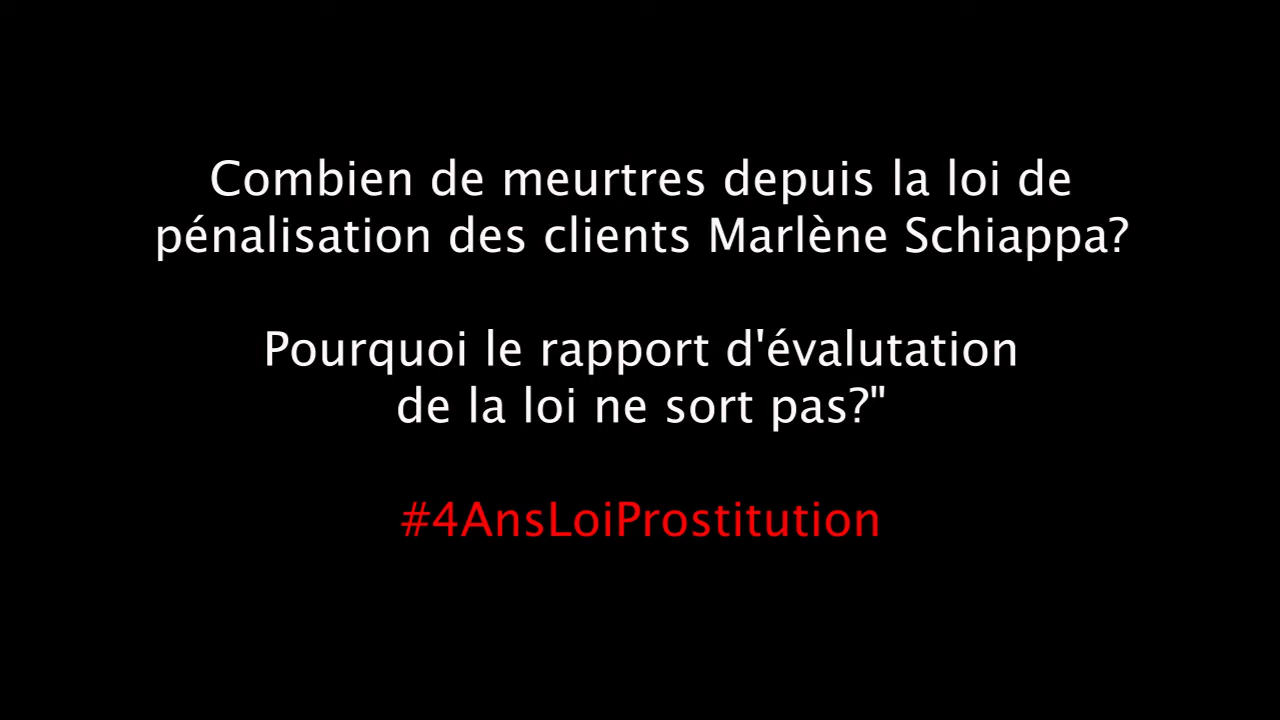 Combien de meurtres depuis la loi de
pénalisation des clients Marlène Schiappa?
Pourquoi le rapport d'évalutation
de la loi ne sort pas?"
#4AnsLoiProstitution